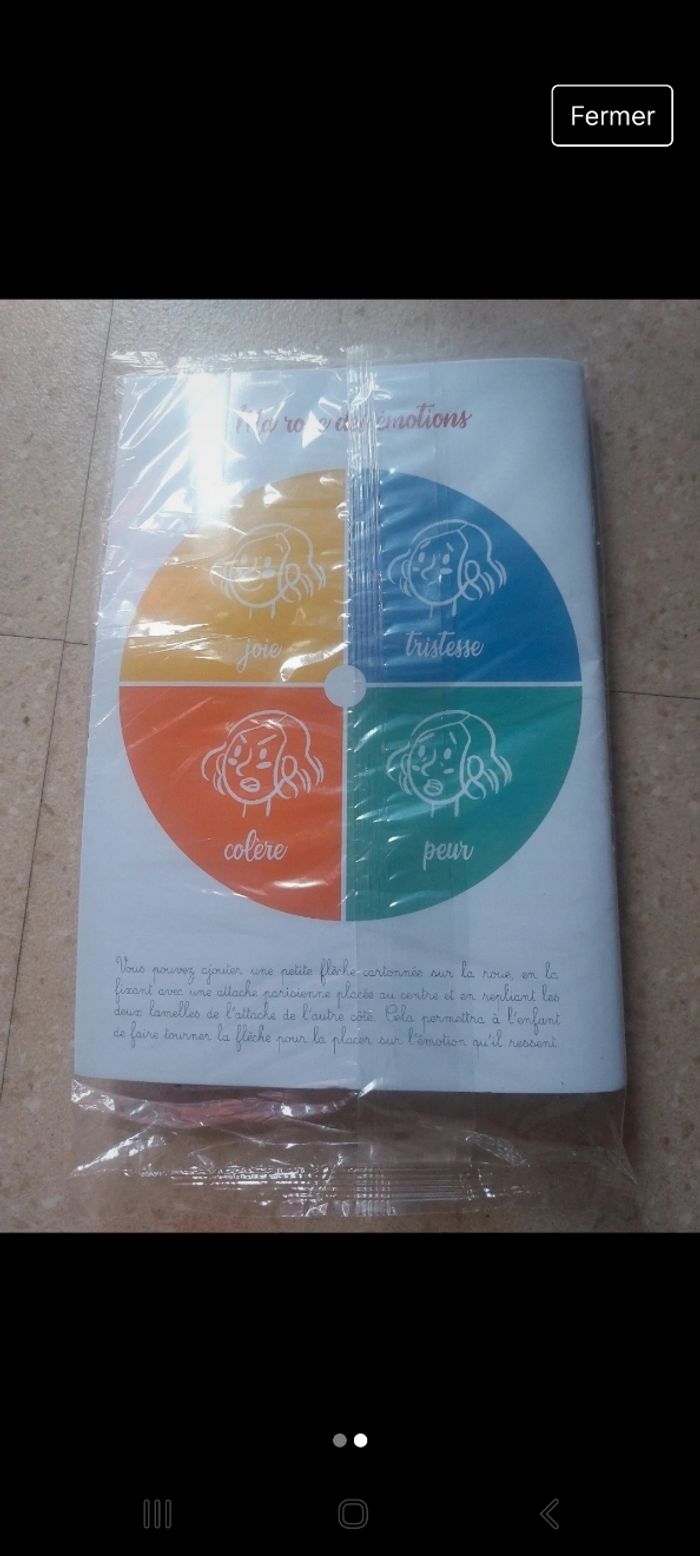 Fermer
Ma roue des émotions
joie
tristesse
colère
peur
Vous pouvez ajouter une petite flèche cartonnée sur la roue, en la
fixant avec une attache parisienne placée au centre et en repliant les
deux lamelles de l'attache de l'autre côté. Cela permettra à l'enfant
de faire tourner la flèche pour la placer sur l'émotion qu'il ressent.